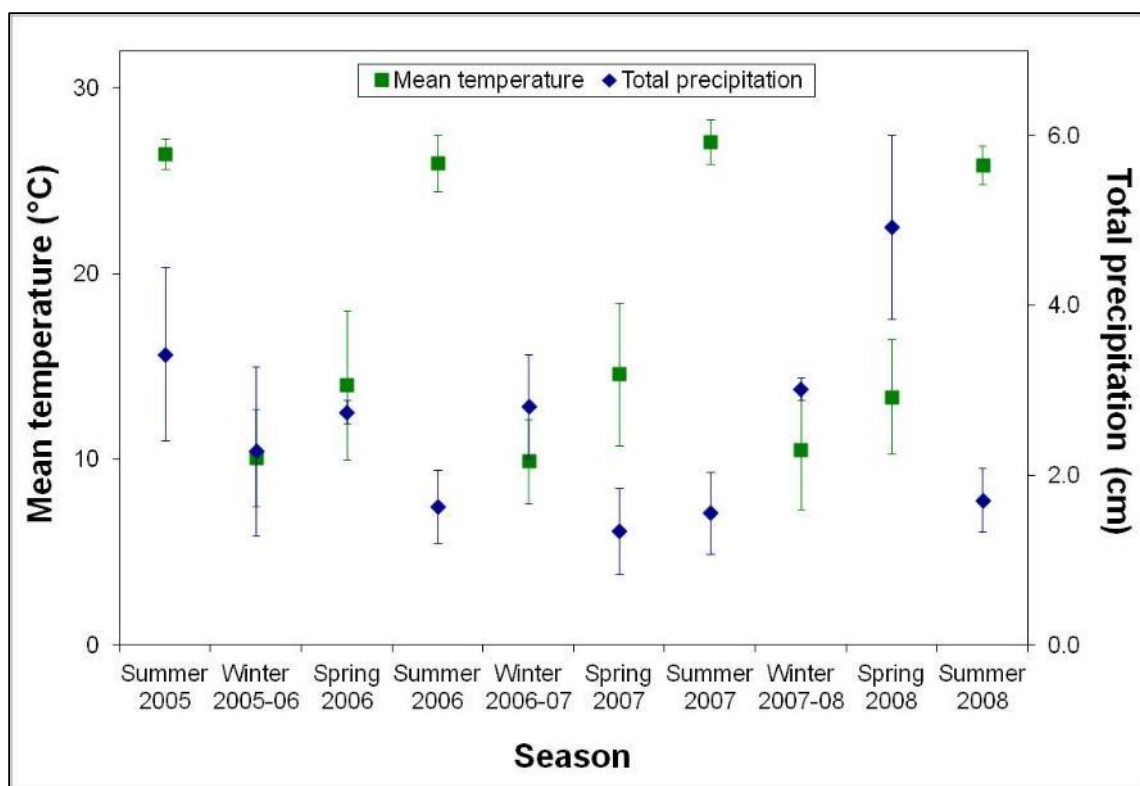 Mean temperature Total precipitation
30
20
10
0
Mean temperature (°C)
6.0
4.0
2.0
0.0
Total precipitation (cm)
Summer 2005
Winter 2005-06
Spring 2006
Summer 2006
Winter 2006-07
Spring 2007
Summer 2007
Winter 2007-08
Spring 2008
Summer 2008
Season